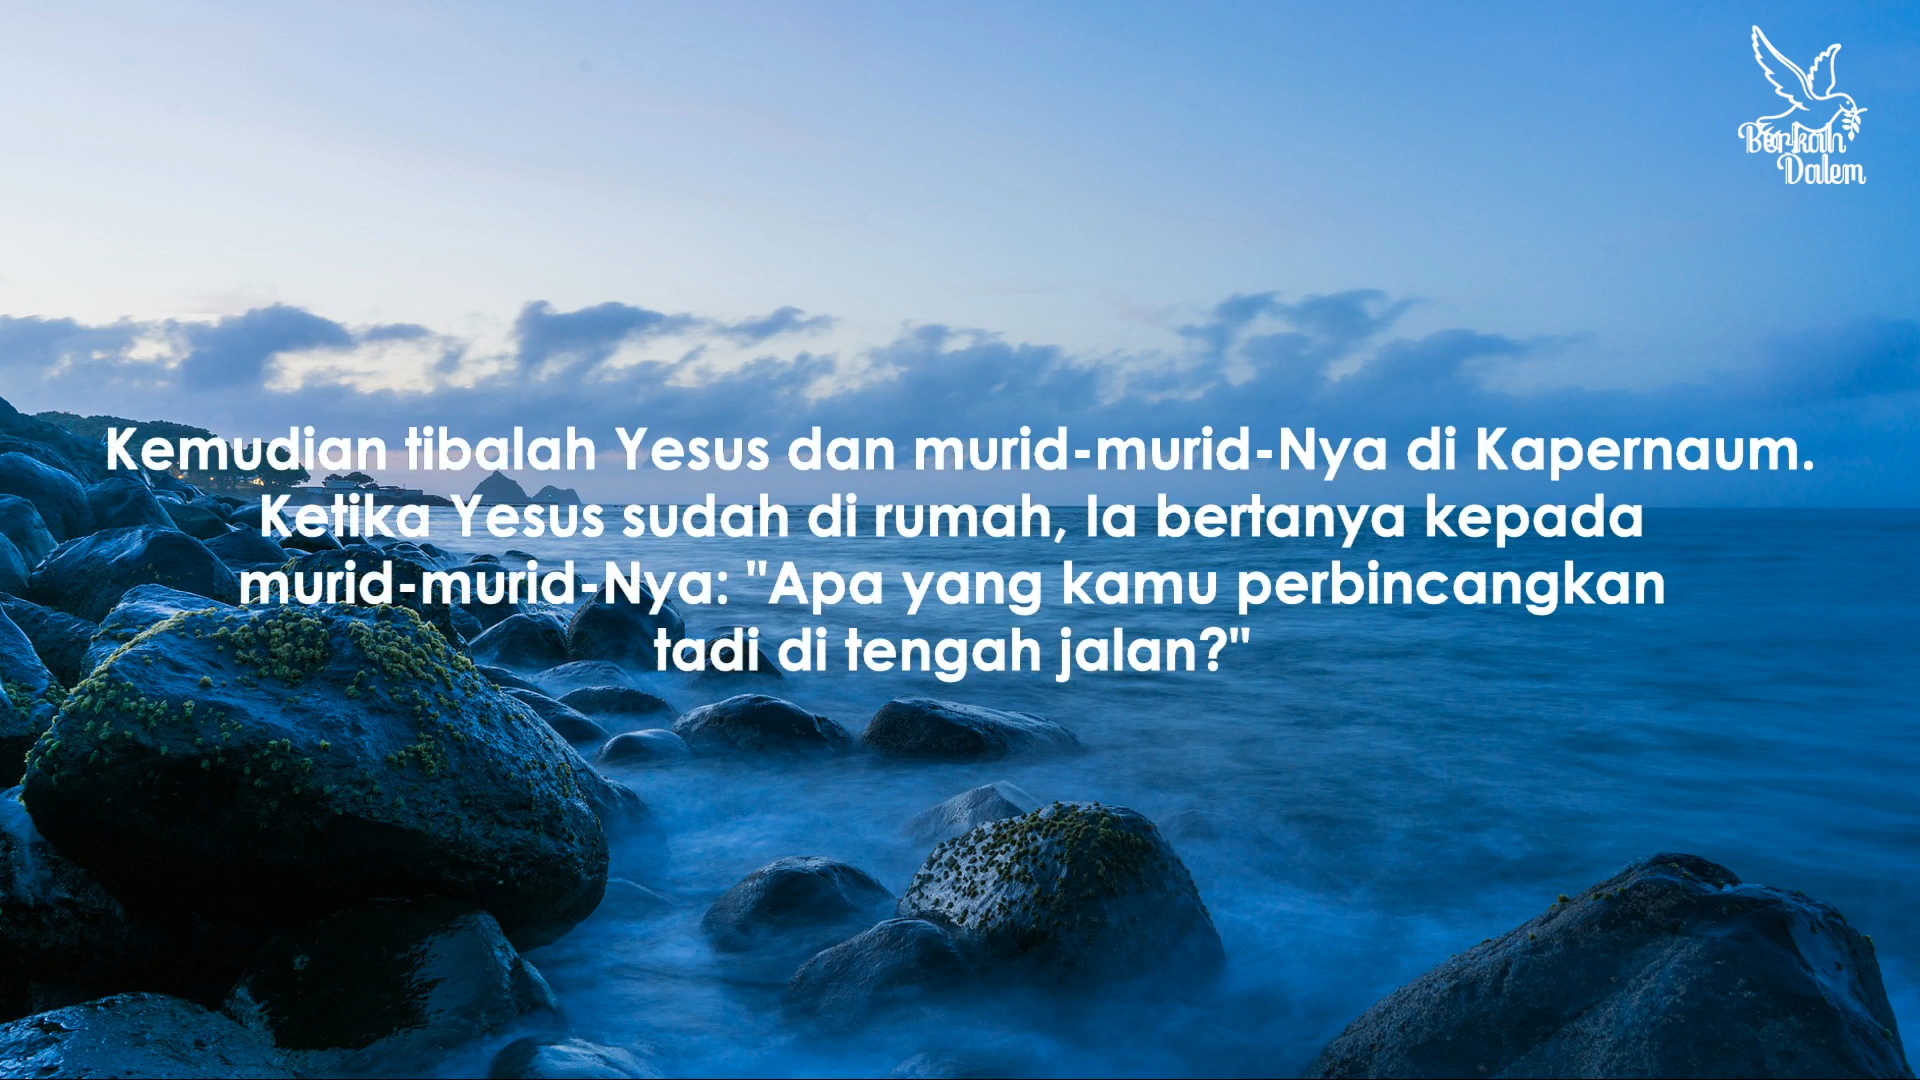 Berkah
Dalem
Kemudian tibalah Yesus dan murid-murid-Nya di Kapernaum.
Ketika Yesus sudah di rumah, Ia bertanya kepada
murid-murid-Nya: "Apa yang kamu perbincangkan
tadi di tengah jalan?"